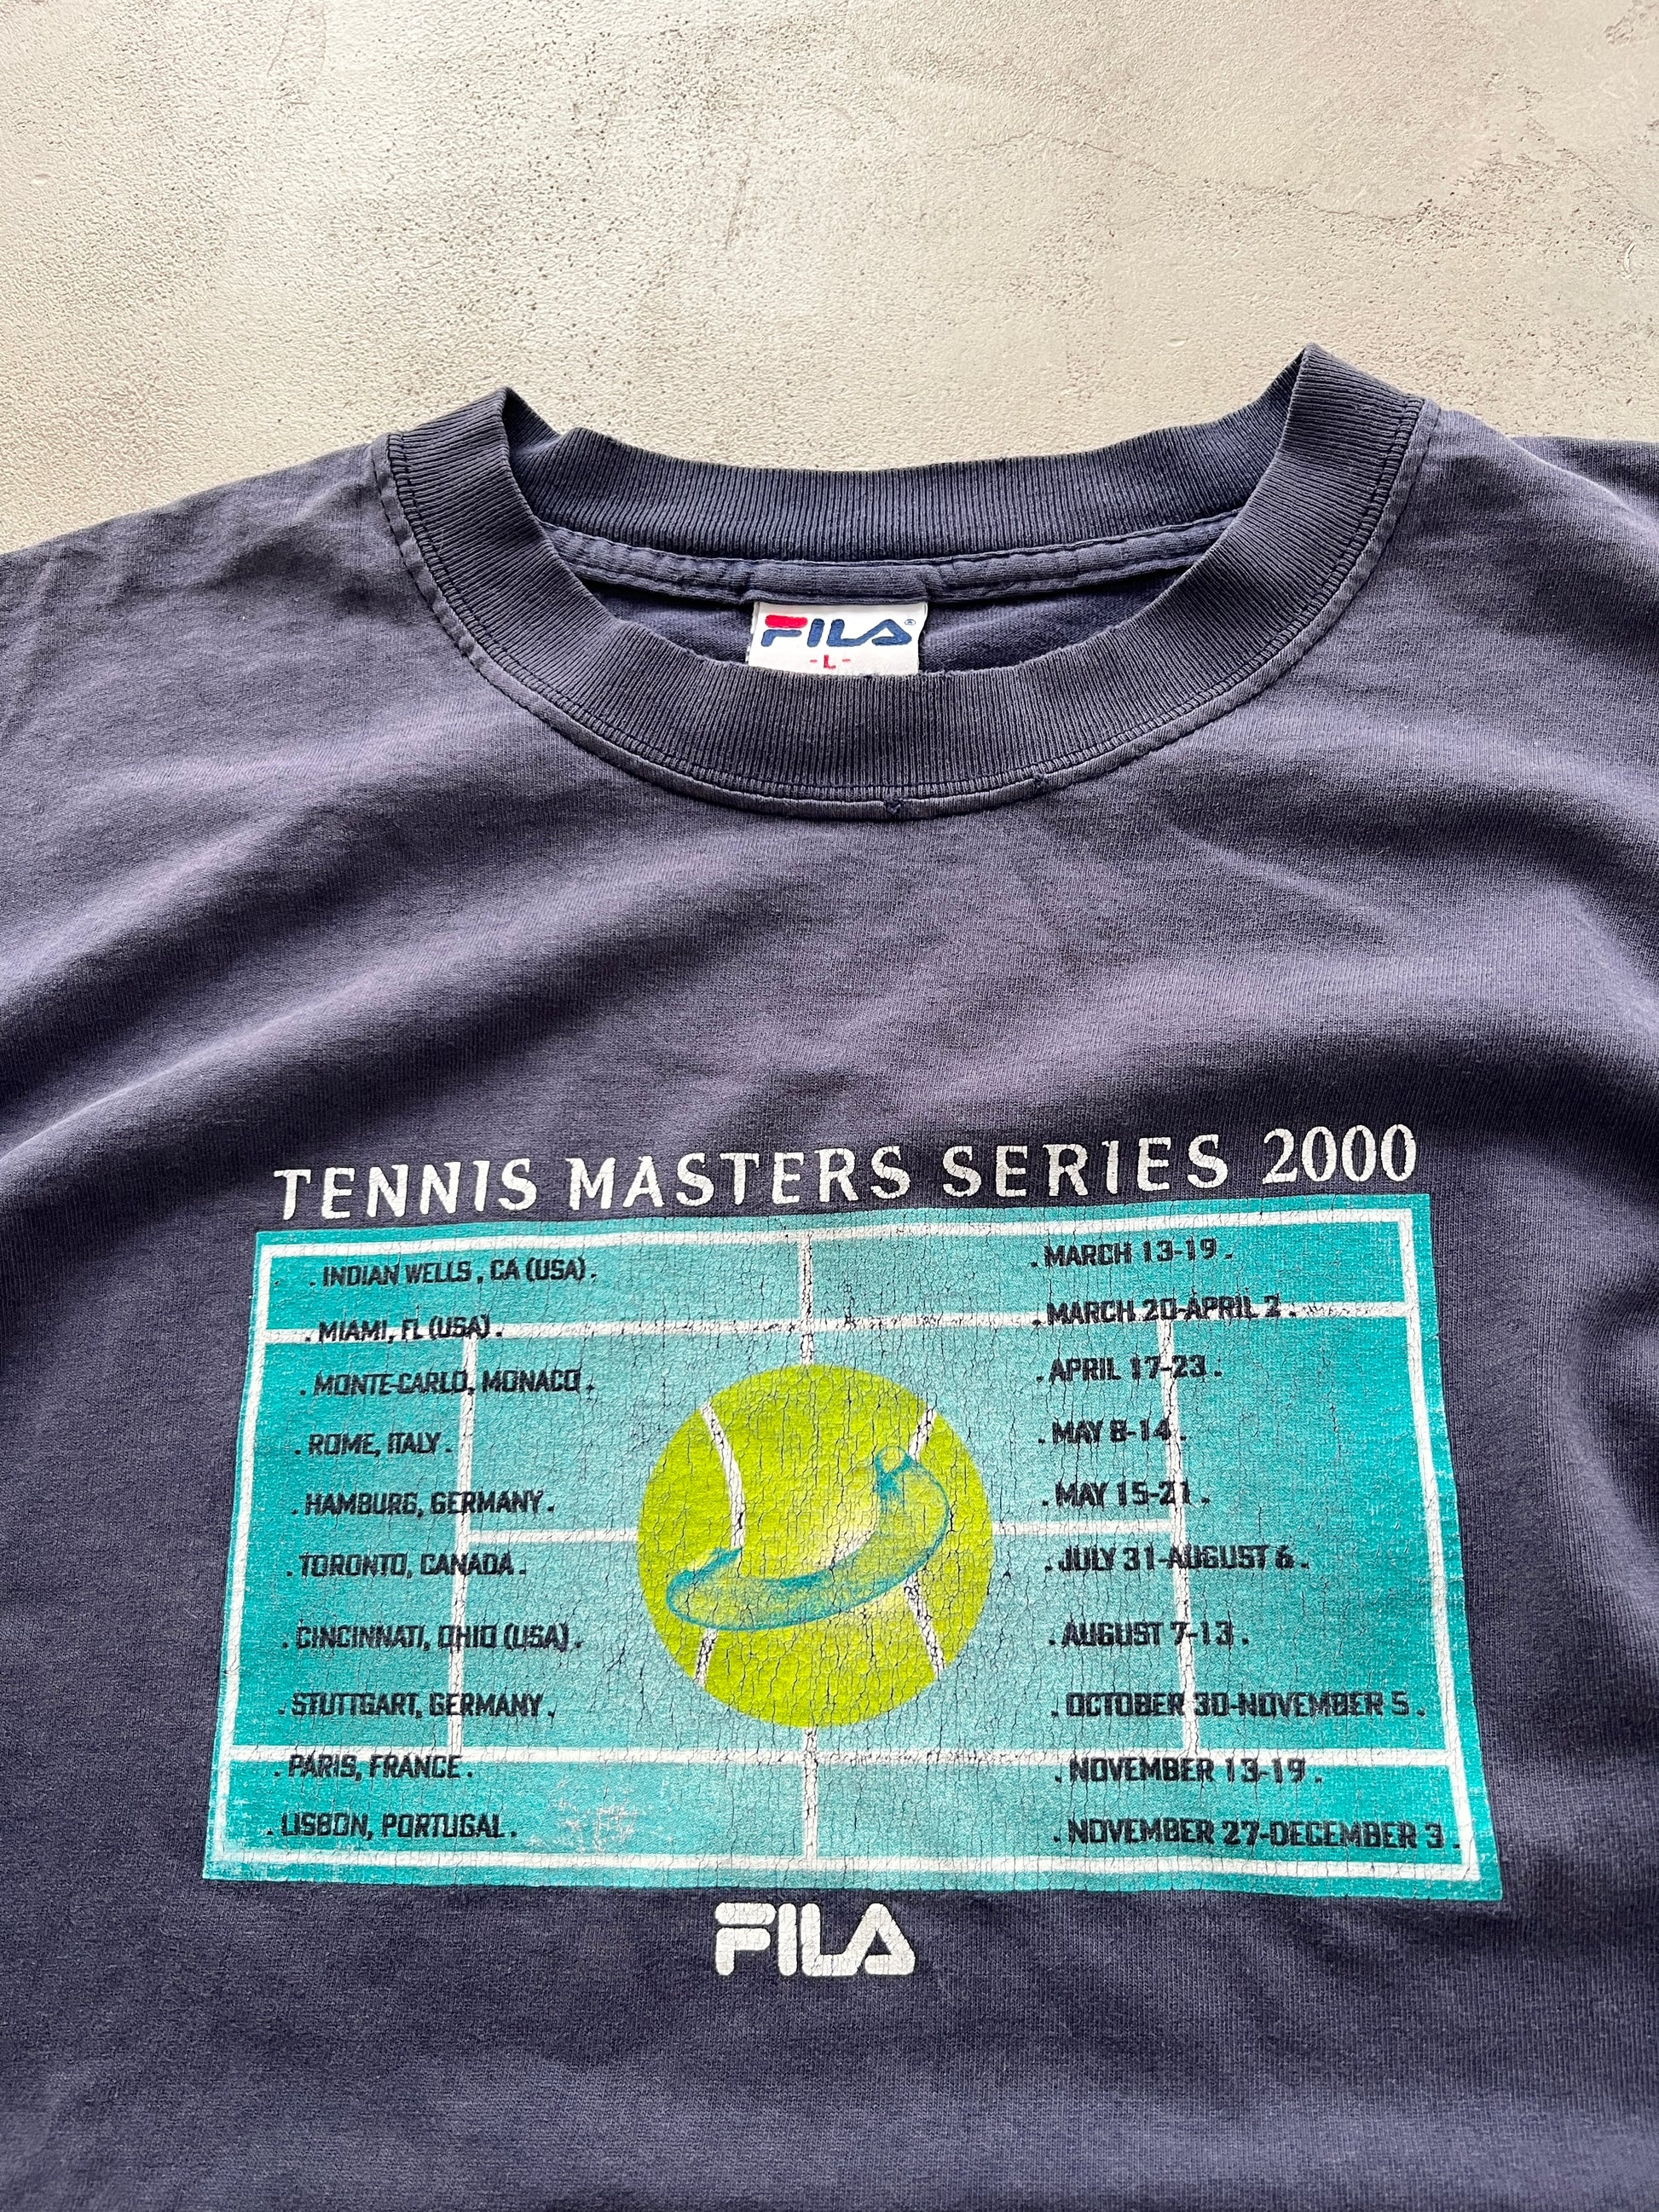 FILA®
-L-
TENNIS MASTERS SERIES 2000
. INDIAN WELLS, CA (USA). . MARCH 13-19.
. MIAMI, FL (USA). . MARCH 20-APRIL 2.
. MONTE-CARLO, MONACO. . APRIL 17-23.
. ROME, ITALY. . MAY 8-14.
. HAMBURG, GERMANY. . MAY 15-21.
. TORONTO, CANADA. . JULY 31-AUGUST 6.
. CINCINNATI, OHIO (USA). . AUGUST 7-13.
. STUTTGART, GERMANY. . OCTOBER 30-NOVEMBER 5.
. PARIS, FRANCE. . NOVEMBER 13-19.
. LISBON, PORTUGAL. . NOVEMBER 27-DECEMBER 3.
FILA